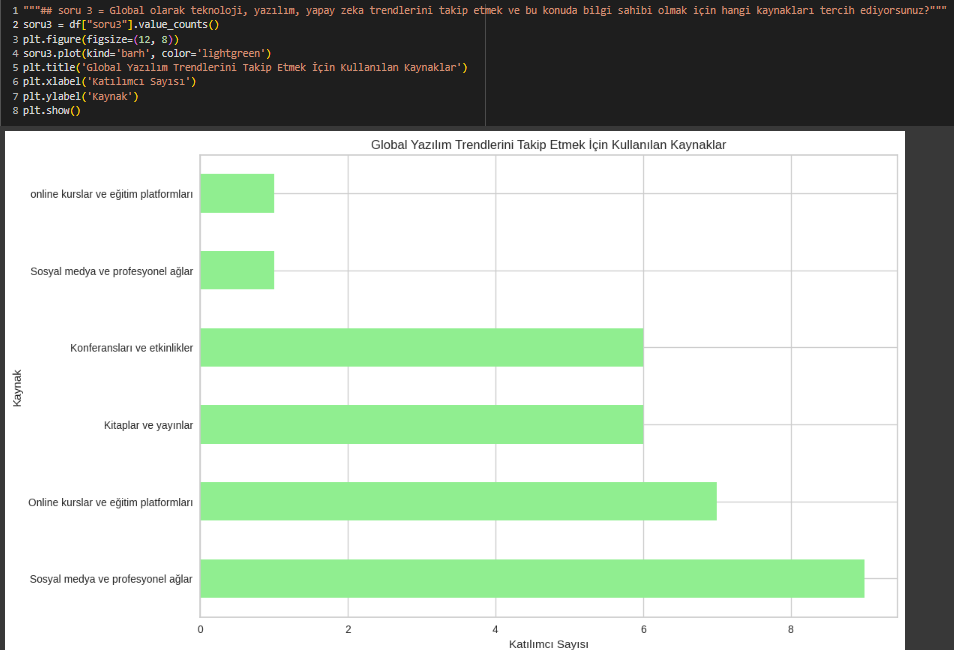 1 """## soru 3 = Global olarak teknoloji, yazılım, yapay zeka trendlerini takip etmek ve bu konuda bilgi sahibi olmak için hangi kaynakları tercih ediyorsunuz?"""
2 soru3 = df["soru3"].value_counts()
3 plt.figure(figsize=(12, 8))
4 soru3.plot(kind='barh', color='lightgreen')
5 plt.title('Global Yazılım Trendlerini Takip Etmek İçin Kullanılan Kaynaklar')
6 plt.xlabel('Katılımcı Sayısı')
7 plt.ylabel('Kaynak')
8 plt.show()
Global Yazılım Trendlerini Takip Etmek İçin Kullanılan Kaynaklar
online kurslar ve eğitim platformları
Sosyal medya ve profesyonel ağlar
Konferansları ve etkinlikler
Kaynak
Kitaplar ve yayınlar
Online kurslar ve eğitim platformları
Sosyal medya ve profesyonel ağlar
0 2 4 6 8
Katılımcı Sayısı